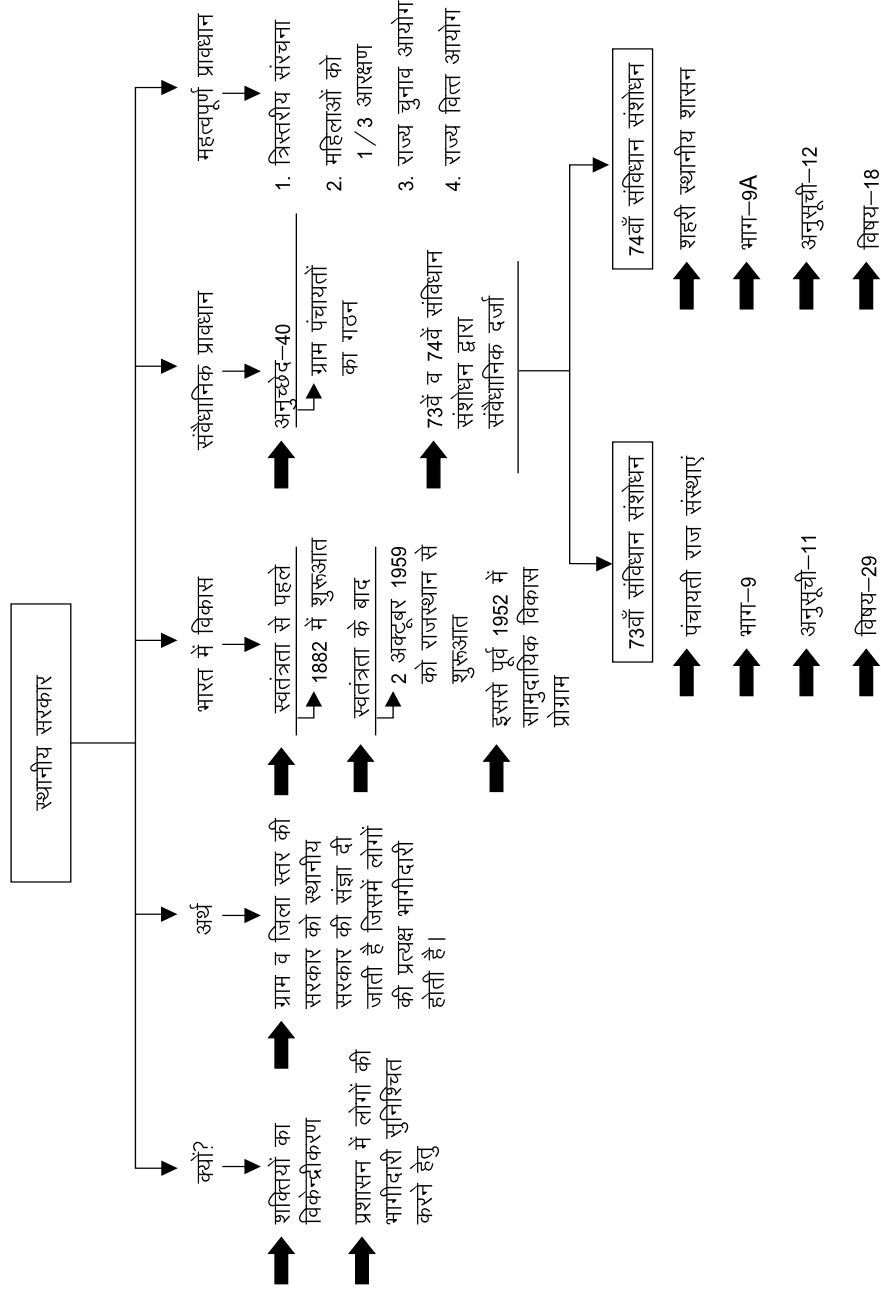 स्थानीय सरकार
क्यों?
शक्तियों का
विकेन्द्रीकरण
प्रशासन में लोगों की
भागीदारी सुनिश्चित
करने हेतु
अर्थ
ग्राम व जिला स्तर की
सरकार को स्थानीय
सरकार की संज्ञा दी
जाती है जिसमें लोगों
की प्रत्यक्ष भागीदारी
होती है।
भारत में विकास
स्वतंत्रता से पहले
1882 में शुरूआत
स्वतंत्रता के बाद
2 अक्टूबर 1959
को राजस्थान से
शुरूआत
इससे पूर्व 1952 में
सामुदायिक विकास
प्रोग्राम
संवैधानिक प्रावधान
अनुच्छेद–40
ग्राम पंचायतों
का गठन
73वें व 74वें संविधान
संशोधन द्वारा
संवैधानिक दर्जा
73वाँ संविधान संशोधन
पंचायती राज संस्थाएं
भाग–9
अनुसूची–11
विषय–29
74वाँ संविधान संशोधन
शहरी स्थानीय शासन
भाग–9A
अनुसूची–12
विषय–18
महत्वपूर्ण प्रावधान
1. त्रिस्तरीय संरचना
2. महिलाओं को
1/3 आरक्षण
3. राज्य चुनाव आयोग
4. राज्य वित्त आयोग